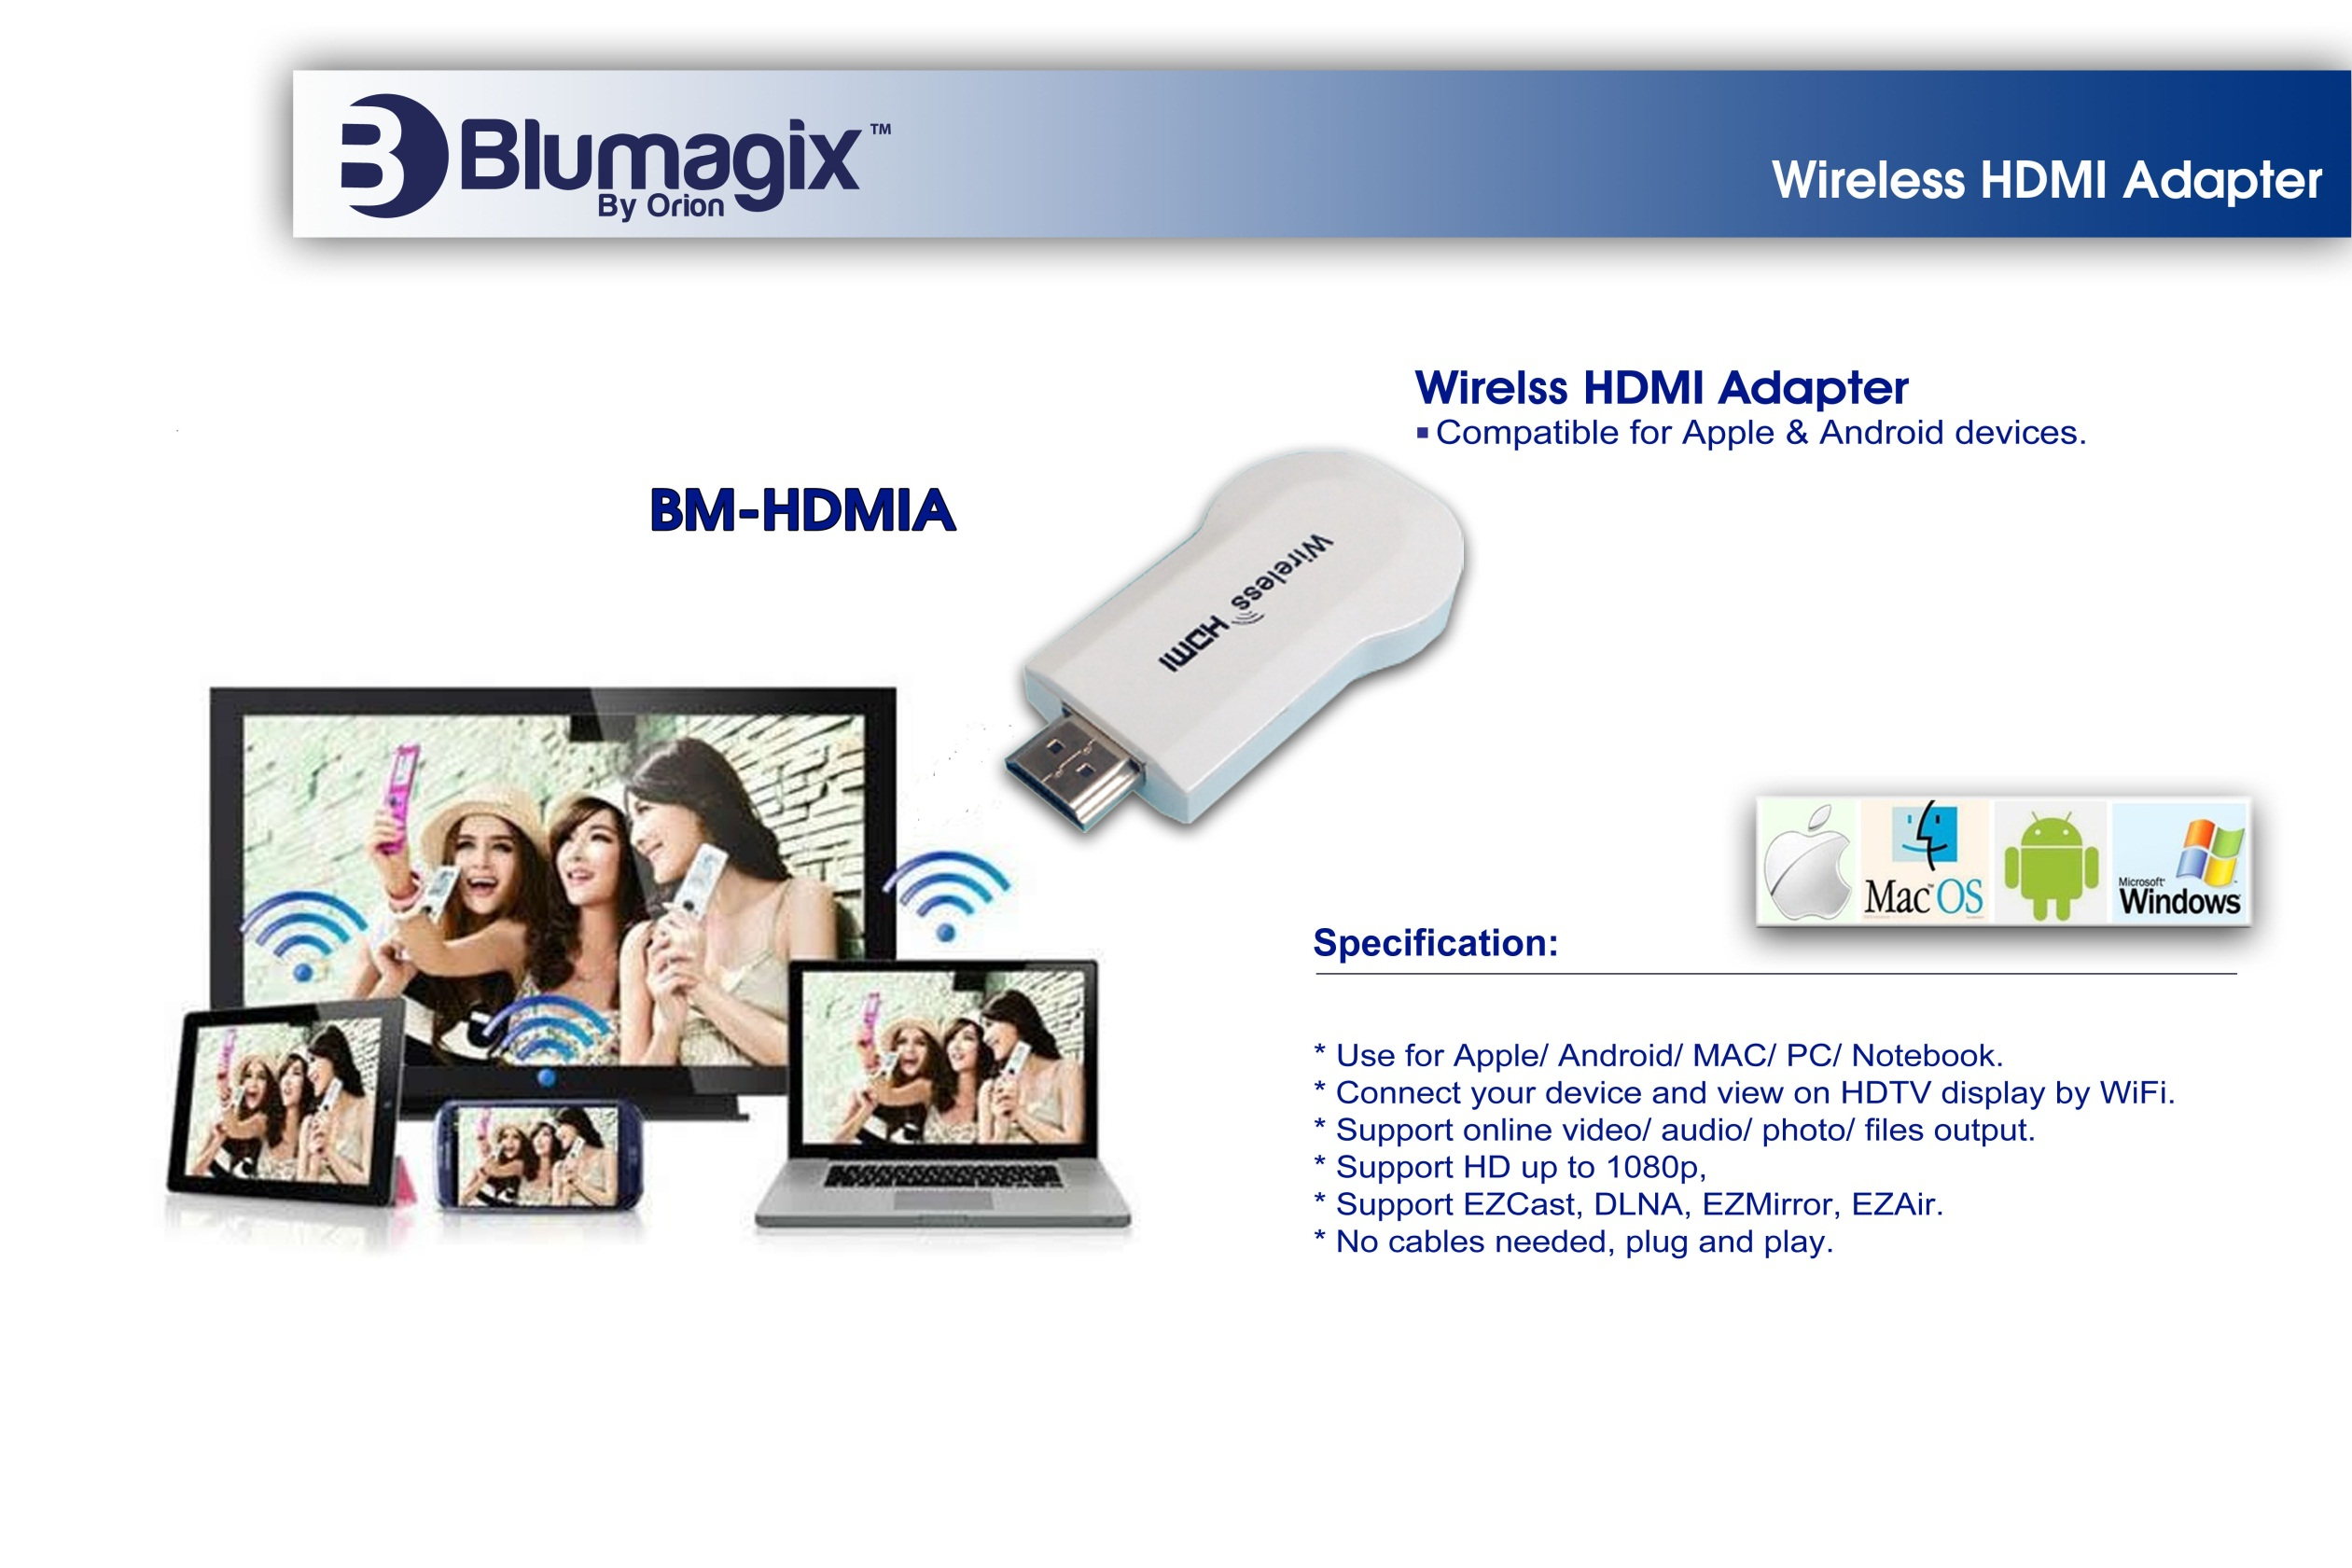 Blumagix™
By Orion
Wireless HDMI Adapter
Wirelss HDMI Adapter
▪ Compatible for Apple & Android devices.
BM-HDMIA
Wireless HDMI
Mac™OS
Microsoft®
Windows
Specification:
* Use for Apple/ Android/ MAC/ PC/ Notebook.
* Connect your device and view on HDTV display by WiFi.
* Support online video/ audio/ photo/ files output.
* Support HD up to 1080p,
* Support EZCast, DLNA, EZMirror, EZAir.
* No cables needed, plug and play.